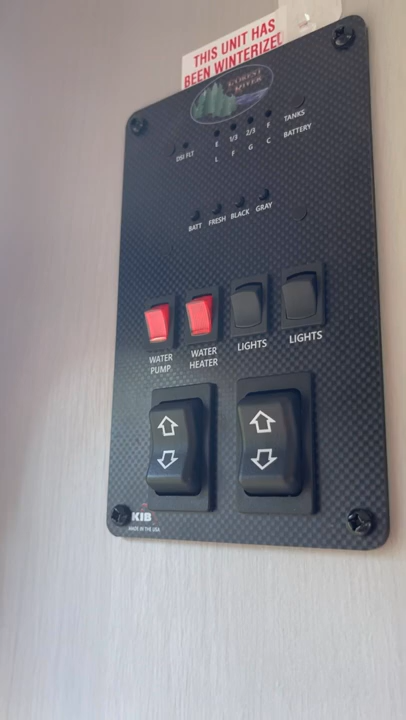 THIS UNIT HAS
BEEN WINTERIZED
FOREST
RIVER
E 1/3 2/3 F TANKS
DSI FLT L F G C BATTERY
BATT FRESH BLACK GRAY
WATER PUMP
WATER HEATER
LIGHTS
LIGHTS
KIB
MADE IN THE USA